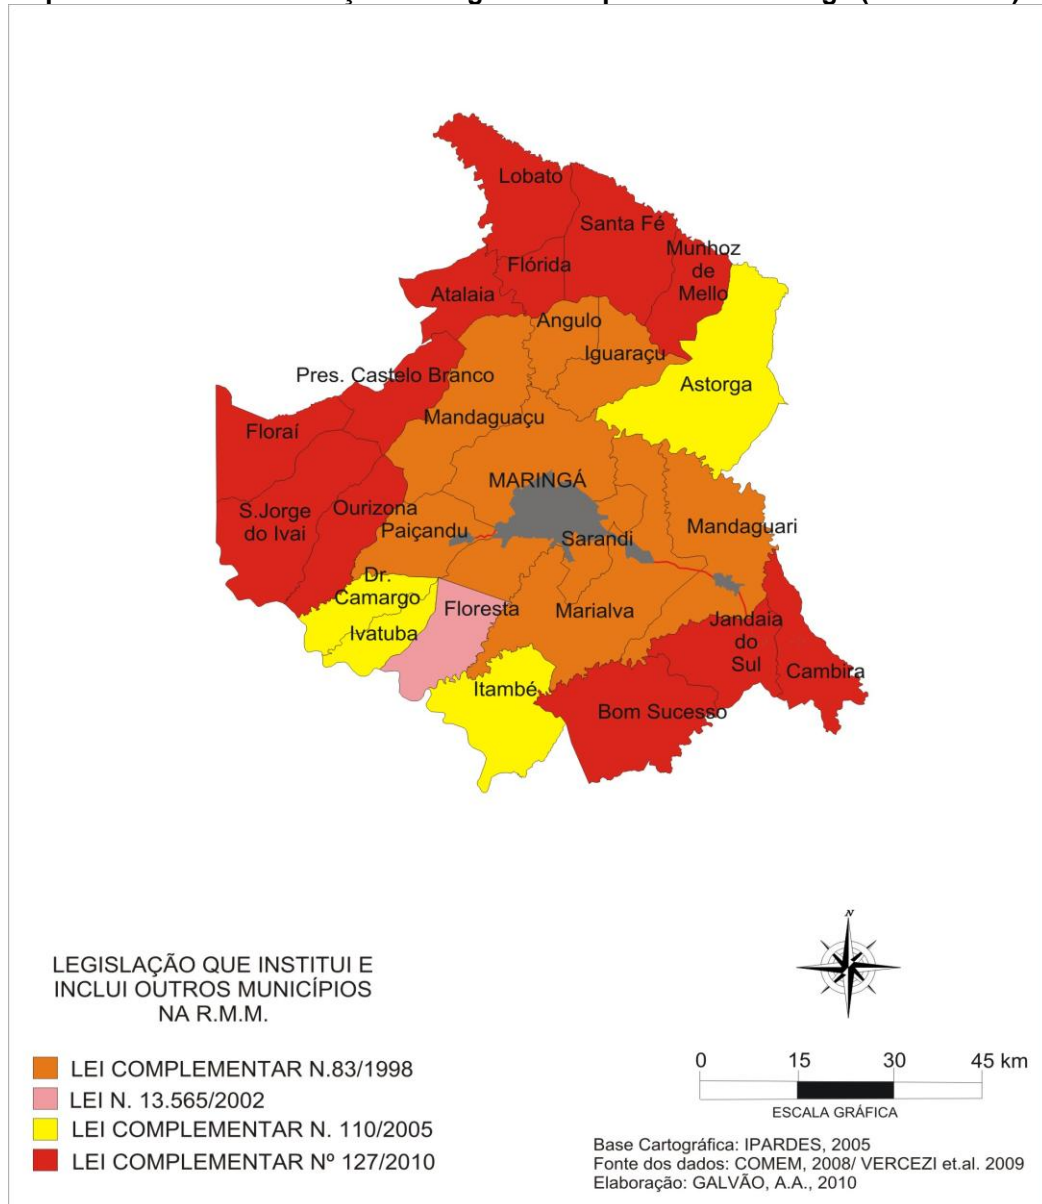 Lobato
Santa Fé
Munhoz
de
Mello
Flórida
Atalaia
Angulo
Iguaraçu
Astorga
Pres. Castelo Branco
Mandaguaçu
Floraí
MARINGÁ
S.Jorge
do Ivai
Ourizona
Paiçandu
Sarandi
Mandaguari
Dr.
Camargo
Floresta
Marialva
Jandaia
do
Sul
Ivatuba
Cambira
Itambé
Bom Sucesso
N
LEGISLAÇÃO QUE INSTITUI E
INCLUI OUTROS MUNICÍPIOS
NA R.M.M.
LEI COMPLEMENTAR N.83/1998
LEI N. 13.565/2002
LEI COMPLEMENTAR N. 110/2005
LEI COMPLEMENTAR Nº 127/2010
0 15 30 45 km
ESCALA GRÁFICA
Base Cartográfica: IPARDES, 2005
Fonte dos dados: COMEM, 2008/ VERCEZI et.al. 2009
Elaboração: GALVÃO, A.A., 2010